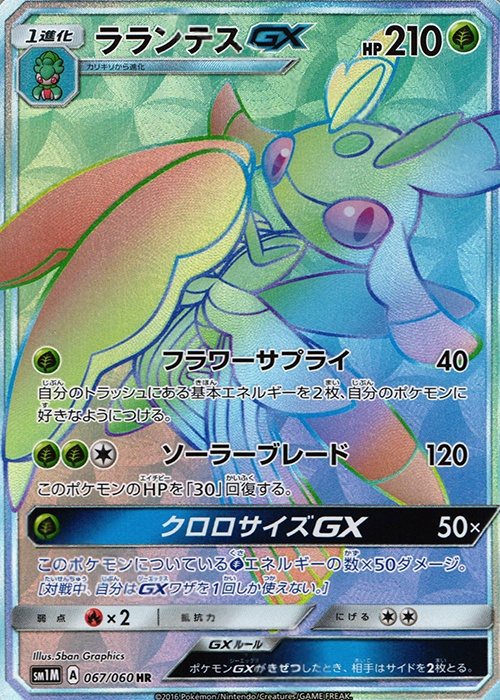 1進化 ララランテスGX HP210
カリキリから進化
フラワーサプライ 40
自分のトラッシュにある基本エネルギーを2枚、自分のポケモンに
好きなようにつける。
ソーラーブレード 120
このポケモンのHPを「30」回復する。
クロロサイズGX 50×
このポケモンについているエネルギーの数×50ダメージ。
[対戦中、自分はGXワザを1回しか使えない。]
弱点 ×2 抵抗力 にげる
Illus.5ban Graphics
GXルール
SM1M A 067/060 HR
ポケモンGXがきぜつしたとき、相手はサイドを2枚とる。
©2016 Pokémon/Nintendo/Creatures/GAME FREAK.